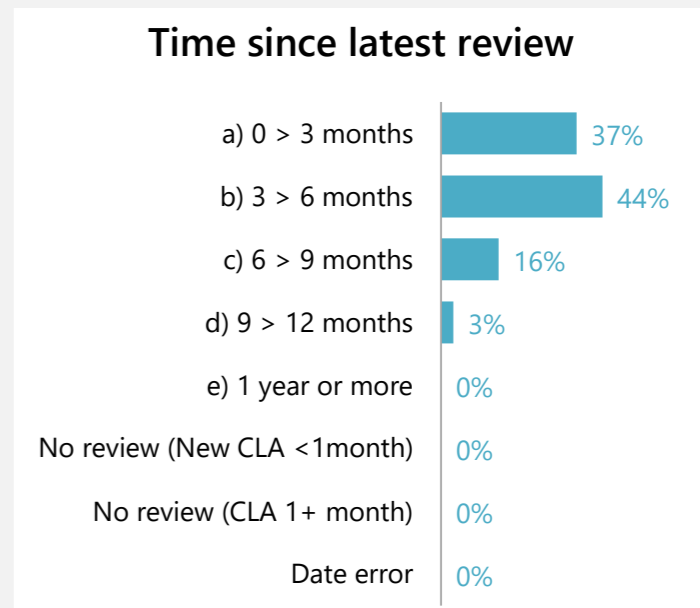 Time since latest review
a) 0 > 3 months 37%
b) 3 > 6 months 44%
c) 6 > 9 months 16%
d) 9 > 12 months 3%
e) 1 year or more 0%
No review (New CLA <1month) 0%
No review (CLA 1+ month) 0%
Date error 0%